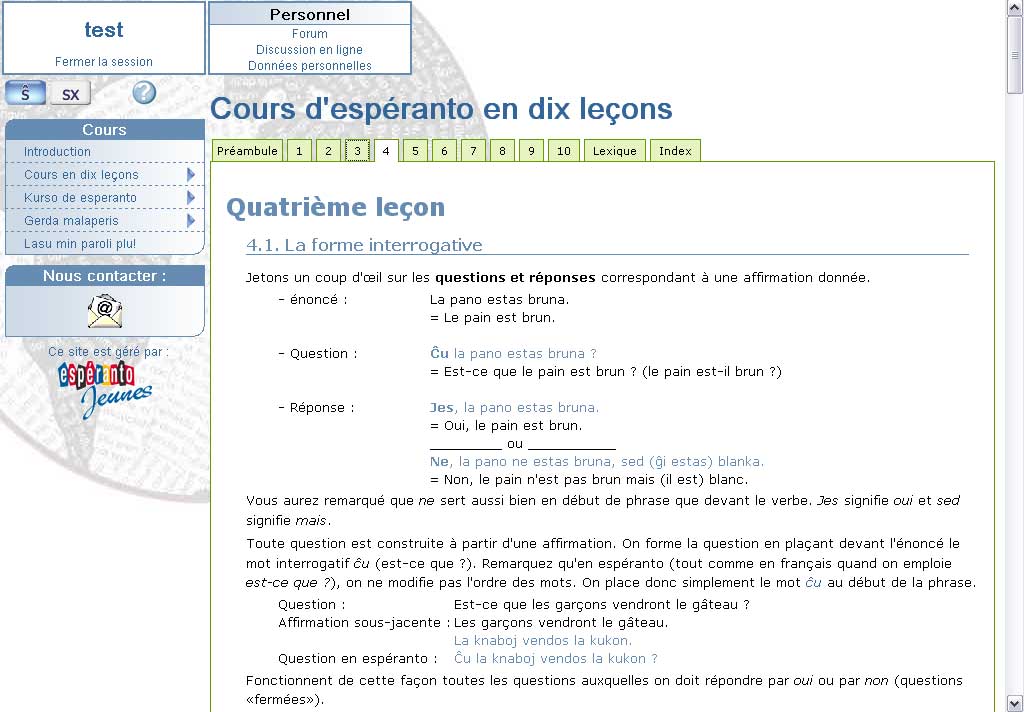 test
Fermer la session
Personnel
Forum
Discussion en ligne
Données personnelles
Ŝ SX ?
Cours
Introduction
Cours en dix leçons
Kurso de esperanto
Gerda malaperis
Lasu min paroli plu!
Nous contacter :
@
Ce site est géré par :
espéranto
Jeunes
Cours d'espéranto en dix leçons
Préambule 1 2 3 4 5 6 7 8 9 10 Lexique Index
Quatrième leçon
4.1. La forme interrogative
Jetons un coup d'œil sur les questions et réponses correspondant à une affirmation donnée.
- énoncé : La pano estas bruna.
= Le pain est brun.
- Question : Ĉu la pano estas bruna ?
= Est-ce que le pain est brun ? (le pain est-il brun ?)
- Réponse : Jes, la pano estas bruna.
= Oui, le pain est brun.
_________ ou ___________
Ne, la pano ne estas bruna, sed (ĝi estas) blanka.
= Non, le pain n'est pas brun mais (il est) blanc.
Vous aurez remarqué que ne sert aussi bien en début de phrase que devant le verbe. Jes signifie oui et sed
signifie mais.
Toute question est construite à partir d'une affirmation. On forme la question en plaçant devant l'énoncé le
mot interrogatif ĉu (est-ce que ?). Remarquez qu'en espéranto (tout comme en français quand on emploie
est-ce que ?), on ne modifie pas l'ordre des mots. On place donc simplement le mot ĉu au début de la phrase.
Question : Est-ce que les garçons vendront le gâteau ?
Affirmation sous-jacente : Les garçons vendront le gâteau.
La knaboj vendos la kukon.
Question en espéranto : Ĉu la knaboj vendos la kukon ?
Fonctionnent de cette façon toutes les questions auxquelles on doit répondre par oui ou par non (questions
«fermées»).